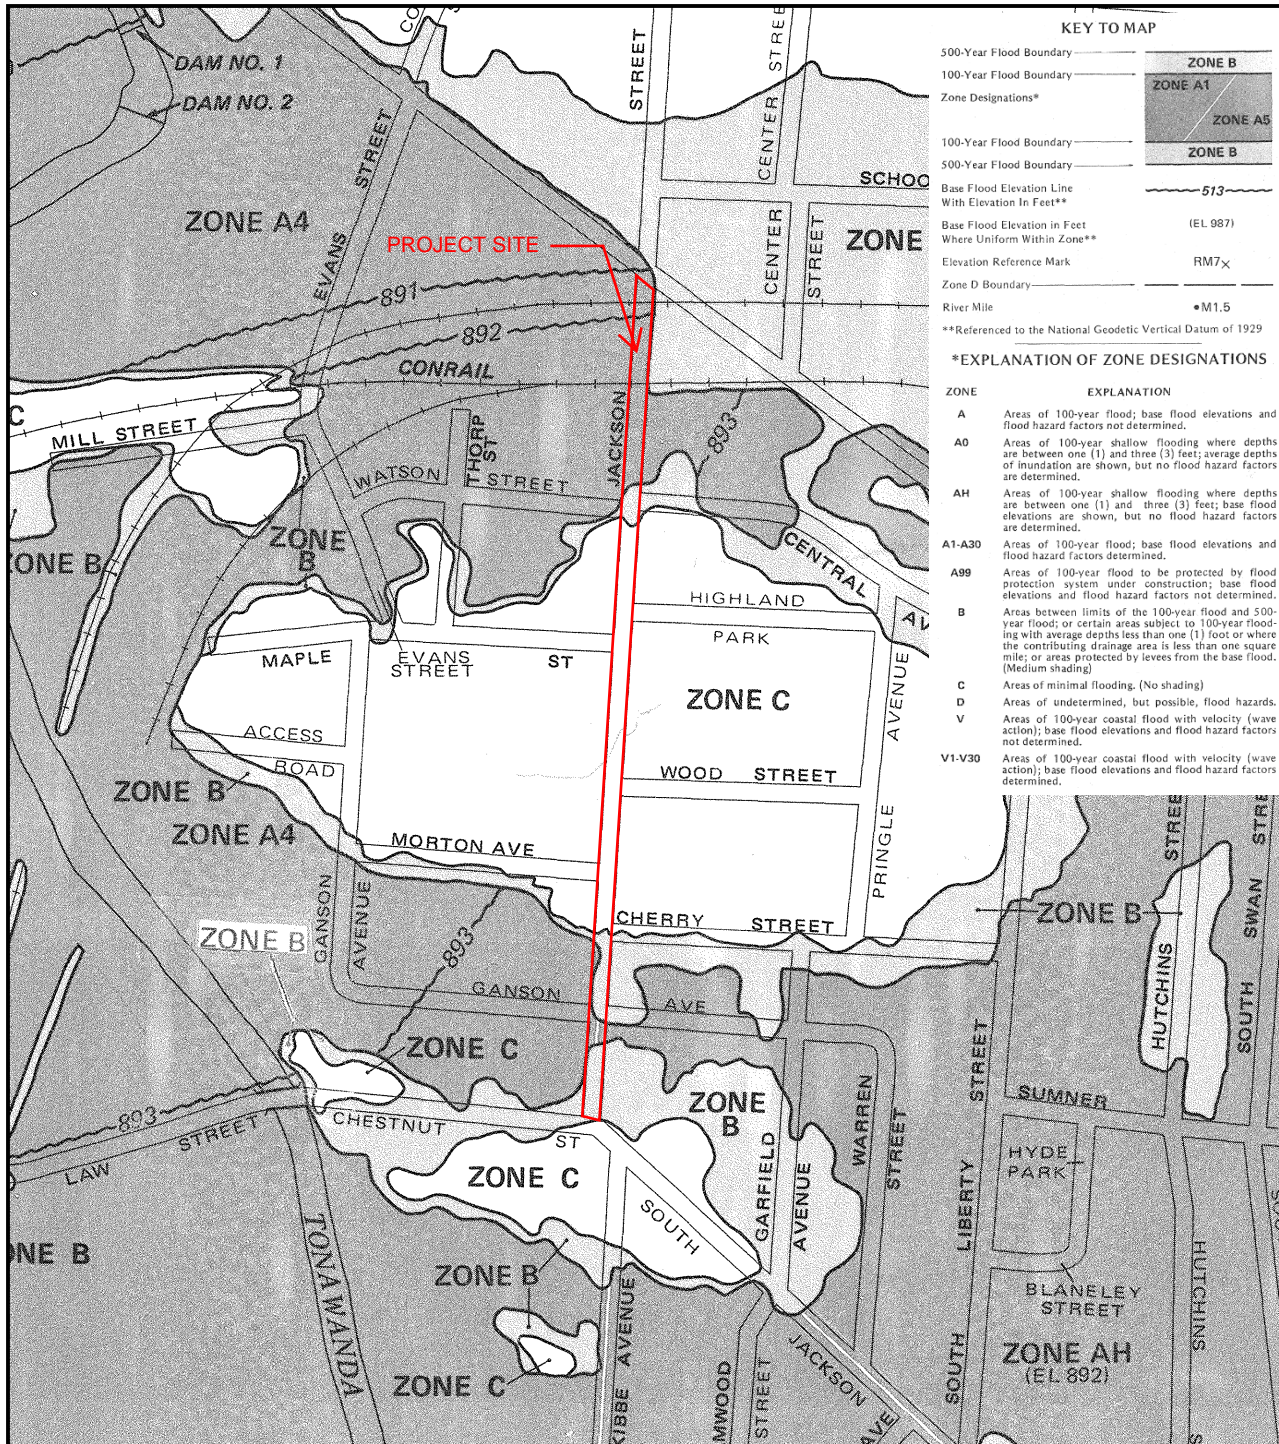 CO
STREET
CENTER STREE
KEY TO MAP
500-Year Flood Boundary
ZONE B
100-Year Flood Boundary
ZONE A1
Zone Designations*
ZONE A5
100-Year Flood Boundary
ZONE B
500-Year Flood Boundary
Base Flood Elevation Line
With Elevation In Feet**
513
Base Flood Elevation in Feet
Where Uniform Within Zone**
(EL 987)
Elevation Reference Mark
RM7×
Zone D Boundary
River Mile
•M1.5
**Referenced to the National Geodetic Vertical Datum of 1929
*EXPLANATION OF ZONE DESIGNATIONS
ZONE EXPLANATION
A Areas of 100-year flood; base flood elevations and
flood hazard factors not determined.
A0 Areas of 100-year shallow flooding where depths
are between one (1) and three (3) feet; average depths
of inundation are shown, but no flood hazard factors
are determined.
AH Areas of 100-year shallow flooding where depths
are between one (1) and three (3) feet; base flood
elevations are shown, but no flood hazard factors
are determined.
A1-A30 Areas of 100-year flood; base flood elevations and
flood hazard factors determined.
A99 Areas of 100-year flood to be protected by flood
protection system under construction; base flood
elevations and flood hazard factors not determined.
B Areas between limits of the 100-year flood and 500-
year flood; or certain areas subject to 100-year flood-
ing with average depths less than one (1) foot or where
the contributing drainage area is less than one square
mile; or areas protected by levees from the base flood.
(Medium shading)
C Areas of minimal flooding. (No shading)
D Areas of undetermined, but possible, flood hazards.
V Areas of 100-year coastal flood with velocity (wave
action); base flood elevations and flood hazard factors
not determined.
V1-V30 Areas of 100-year coastal flood with velocity (wave
action); base flood elevations and flood hazard factors
determined.
DAM NO. 1
DAM NO. 2
EVANS STREET
ZONE A4
PROJECT SITE
SCHOO
CENTER STREET
ZONE
891
892
CONRAIL
JACKSON
893
C
MILL STREET
THORP ST
WATSON STREET
ZONE
B
ONE B
CENTRAL AV
HIGHLAND
PARK
MAPLE ST
EVANS
STREET
ZONE C
PRINGLE AVENUE
ACCESS
ROAD
WOOD STREET
ZONE B
ZONE A4
MORTON AVE
GANSON AVENUE
CHERRY STREET
ZONE B
ZONE B
893
GANSON AVE
HUTCHINS STREE
SOUTH SWAN STRE
ZONE C
893
LAW STREET
CHESTNUT ST
ZONE
B
WARREN STREET
SUMNER
HYDE
PARK
ZONE C
GARFIELD AVENUE
SOUTH
SOUTH LIBERTY STREET
NE B
TONAWANDA
ZONE B
KIBBE AVENUE
BLANELEY
STREET
HUTCHINS
S
ZONE AH
(EL 892)
ZONE C
MWOOD STREET
JACKSON AVE